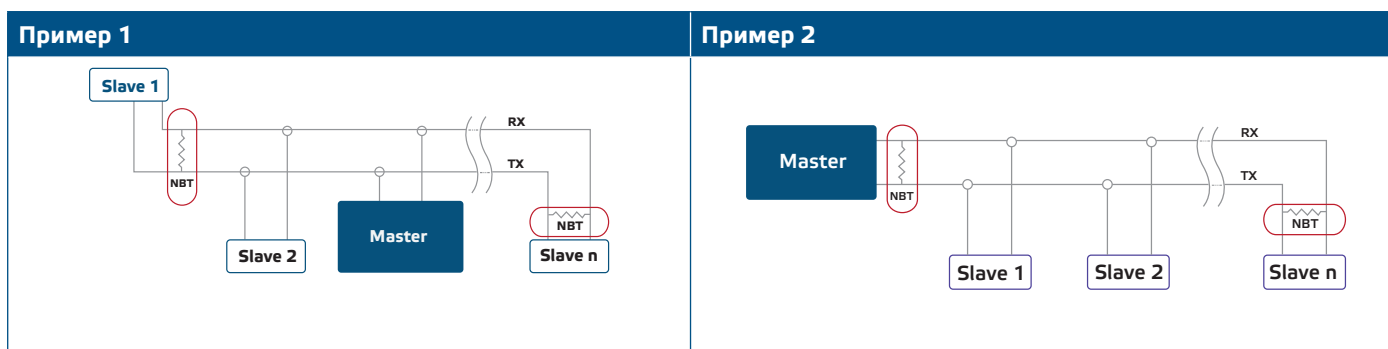 Пример 1
Slave 1
RX
TX
NBT
NBT
Slave 2
Master
Slave n
Пример 2
Master
RX
TX
NBT
NBT
Slave 1
Slave 2
Slave n